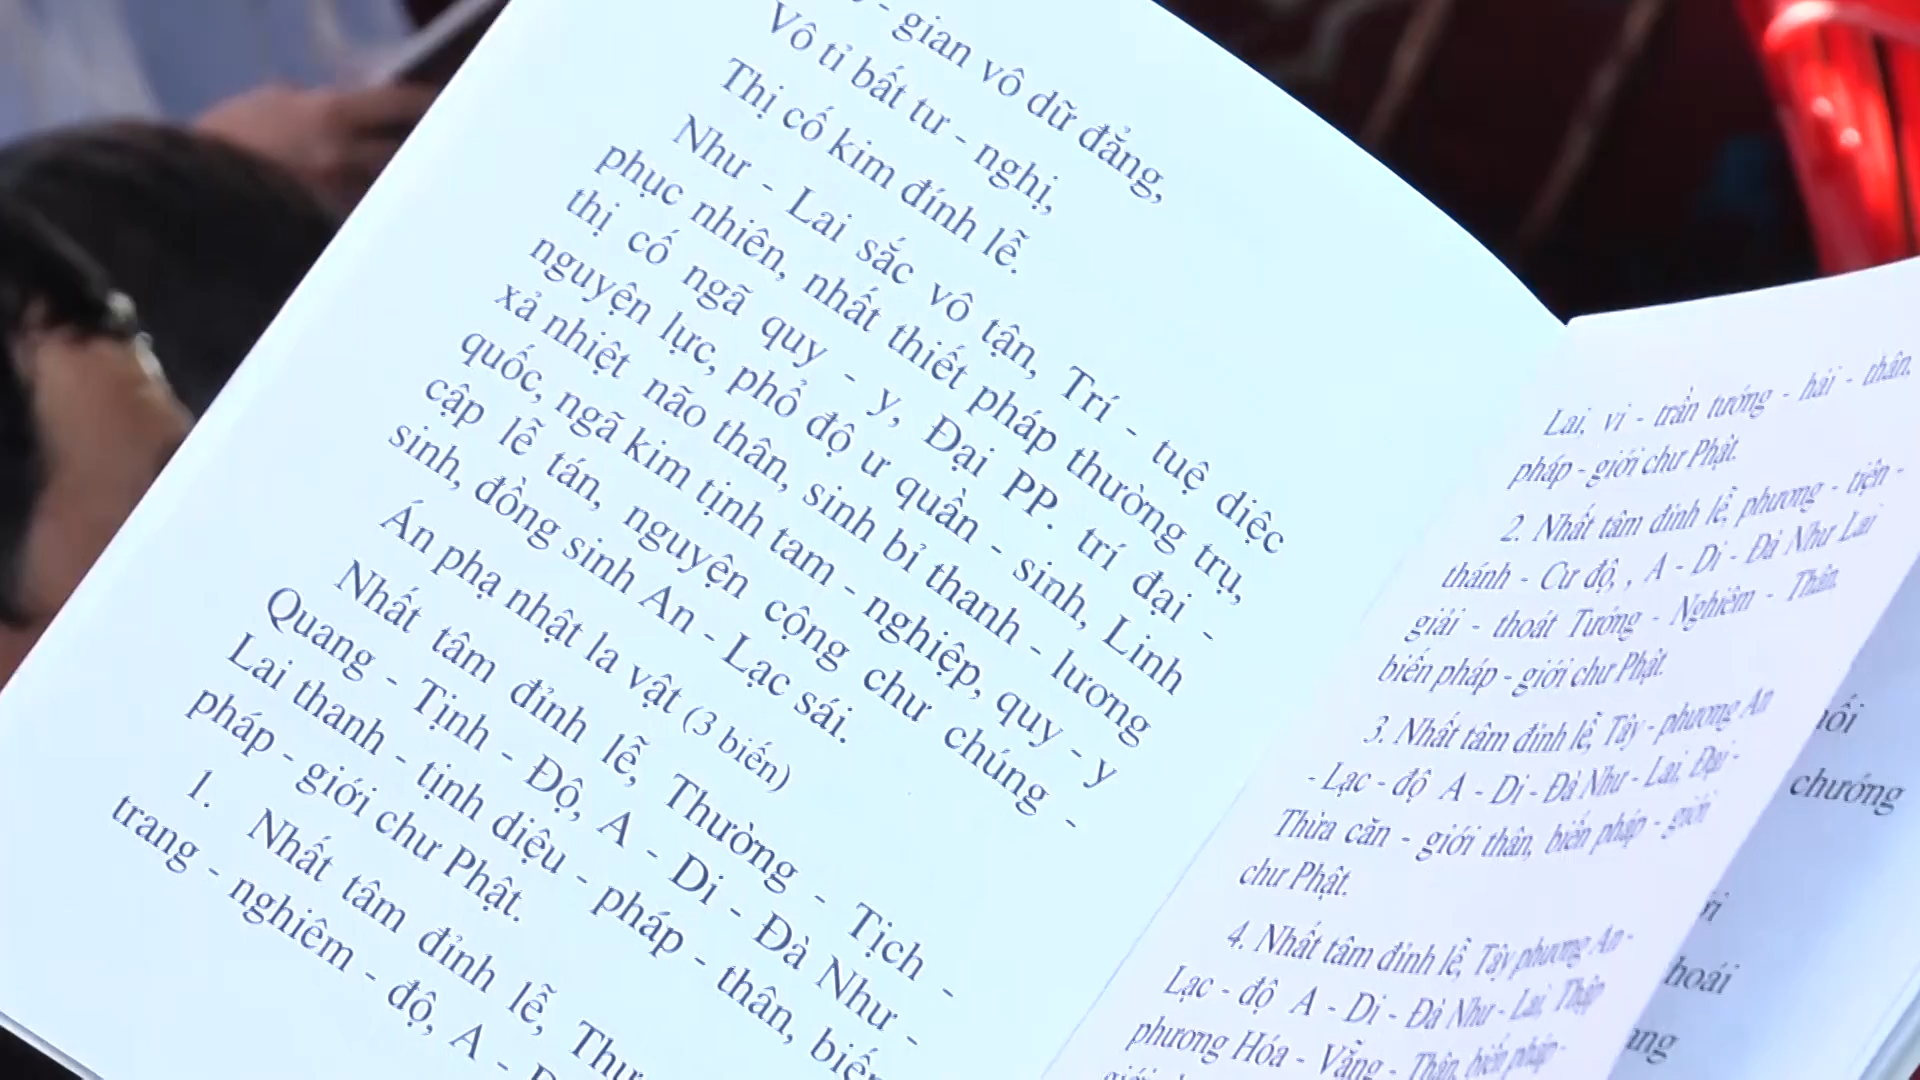 - gian vô dữ đẳng,
Vô tỉ bất tư - nghị,
Thị cố kim đính lễ.
Như - Lai sắc vô tận, Trí - tuệ diệc
phục nhiên, nhất thiết pháp thường trụ,
thị cố ngã quy - y, Đại PP. trí đại -
nguyện lực, phổ độ ư quần - sinh, Linh
xả nhiệt não thân, sinh bỉ thanh - lương
quốc, ngã kim tịnh tam - nghiệp, quy - y
cập lễ tán, nguyện cộng chư chúng -
sinh, đồng sinh An - Lạc sái.
Án phạ nhật la vật (3 biến)
Nhất tâm đỉnh lễ, Thường - Tịch -
Quang - Tịnh - Độ, A - Di - Đà Như -
Lai thanh - tịnh diệu - pháp - thân, biến
pháp - giới chư Phật.
1. Nhất tâm đỉnh lễ,
trang - nghiêm - độ, A -
Lai, vi - trần tướng - hải - thân,
pháp - giới chư Phật.
2. Nhất tâm đỉnh lễ, phương - tiện -
thánh - Cư độ, , A - Di - Đà Như Lai
giải - thoát Tướng - Nghiêm - Thân,
biến pháp - giới chư Phật.
3. Nhất tâm đỉnh lễ, Tây - phương An
- Lạc - độ A - Di - Đà Như - Lai, Đại -
Thừa căn - giới thân, biến pháp - giới
chư Phật.
4. Nhất tâm đỉnh lễ, Tây phương An -
Lạc - độ A - Di - Đà Như - Lai, Thập
phương Hóa - Vãng - Thân, biến pháp -
chướng